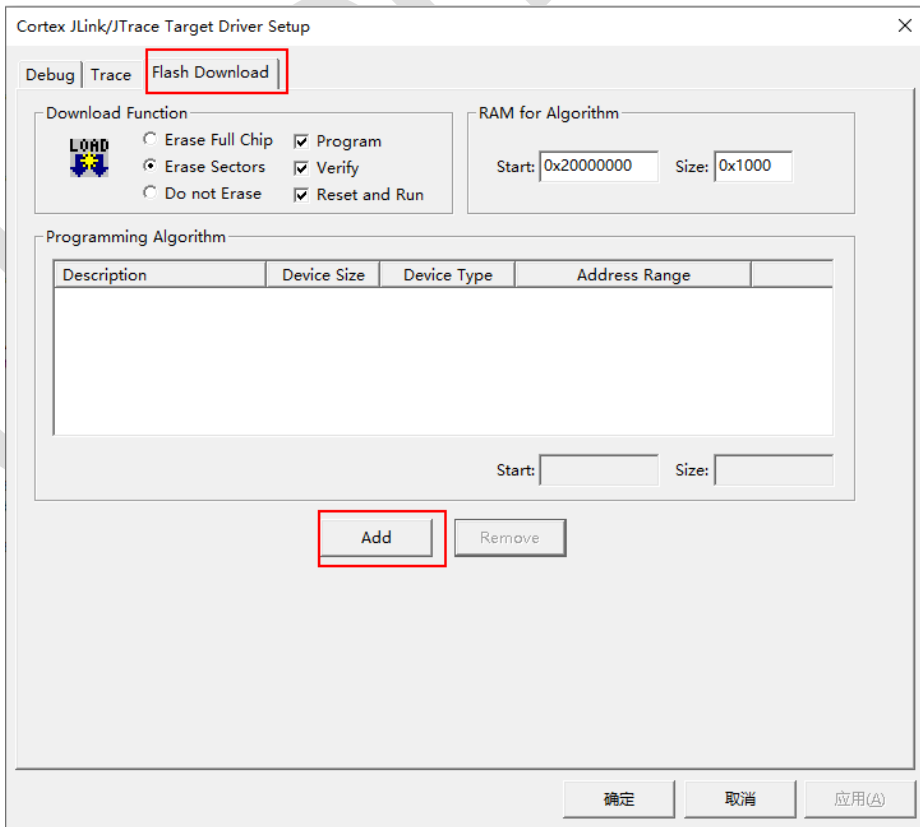 Cortex JLink/JTrace Target Driver Setup
Debug Trace Flash Download
Download Function
LOAD
Erase Full Chip Program
Erase Sectors Verify
Do not Erase Reset and Run
RAM for Algorithm
Start: 0x20000000 Size: 0x1000
Programming Algorithm
Description Device Size Device Type Address Range
Start: Size:
Add Remove
确定 取消 应用(A)